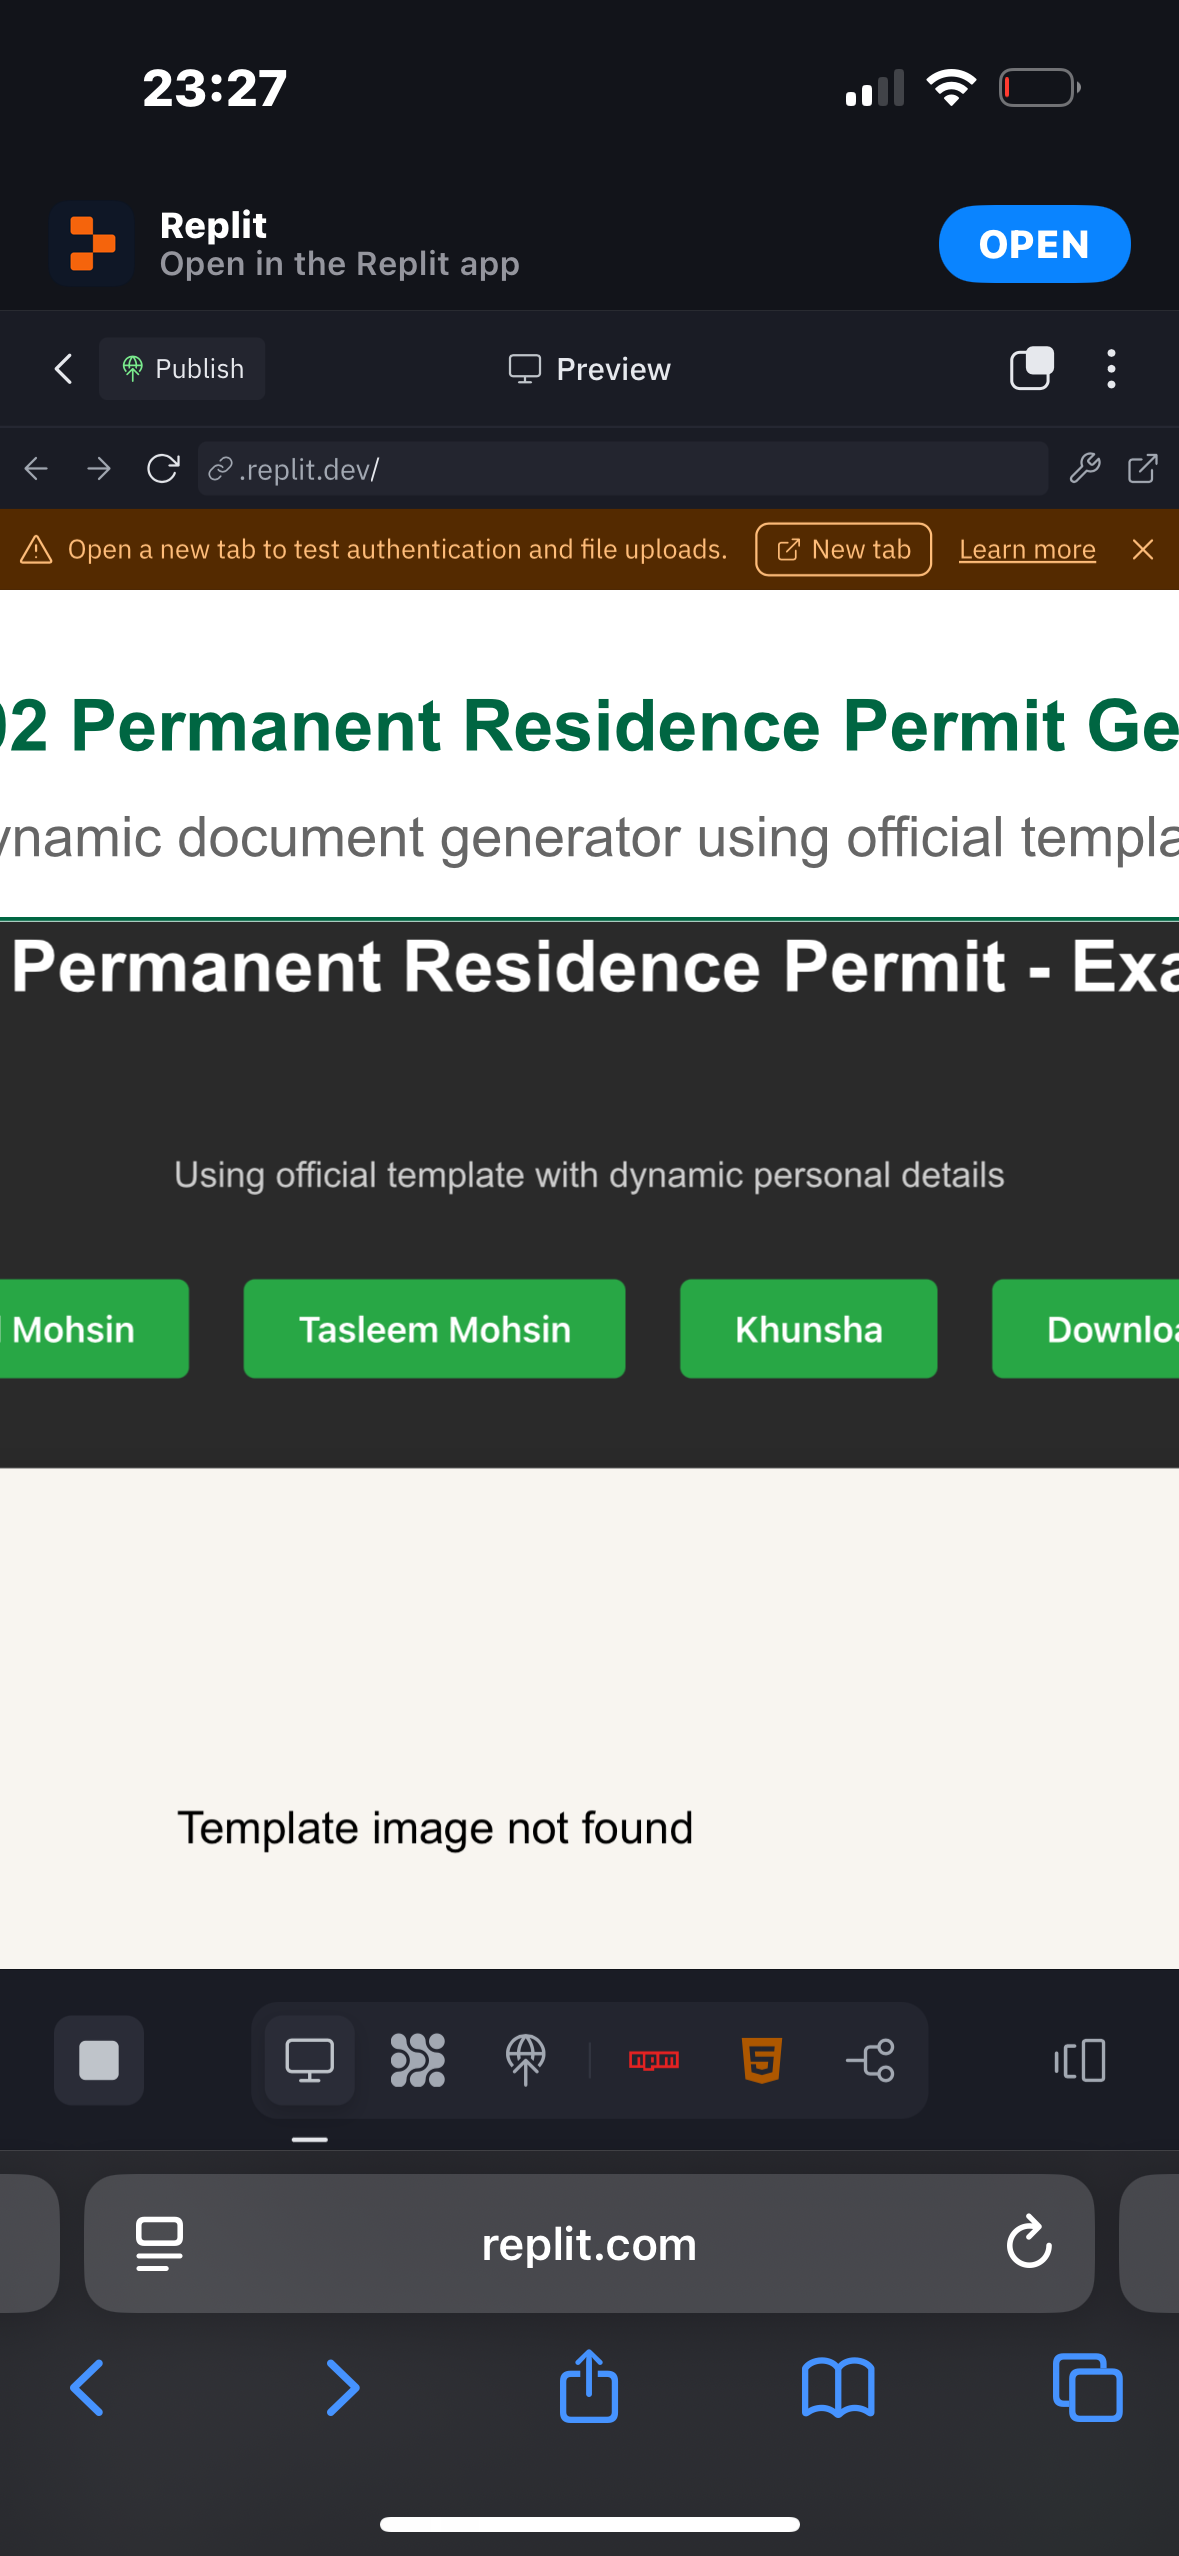 23:27
Replit
Open in the Replit app
OPEN
Publish
Preview
.replit.dev/
Open a new tab to test authentication and file uploads.
New tab
Learn more
2 Permanent Residence Permit Ge
ynamic document generator using official templa
Permanent Residence Permit - Exa
Using official template with dynamic personal details
Mohsin
Tasleem Mohsin
Khunsha
Downloa
Template image not found
npm
5
replit.com